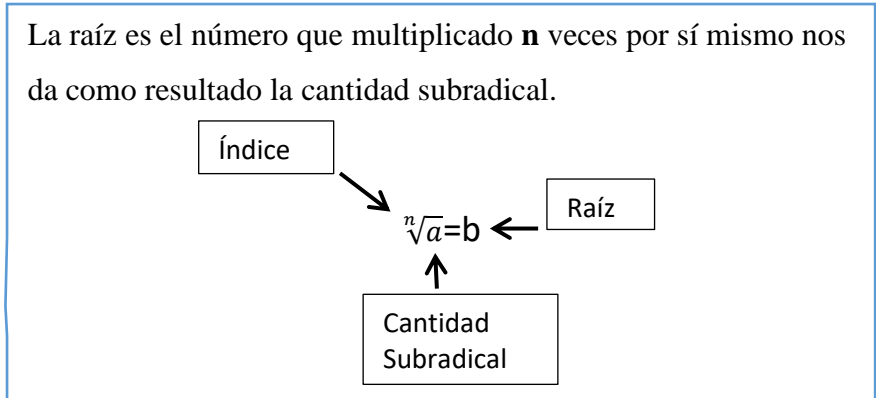 La raíz es el número que multiplicado n veces por sí mismo nos
da como resultado la cantidad subradical.
Índice
Raíz
ⁿ√a=b
Cantidad
Subradical